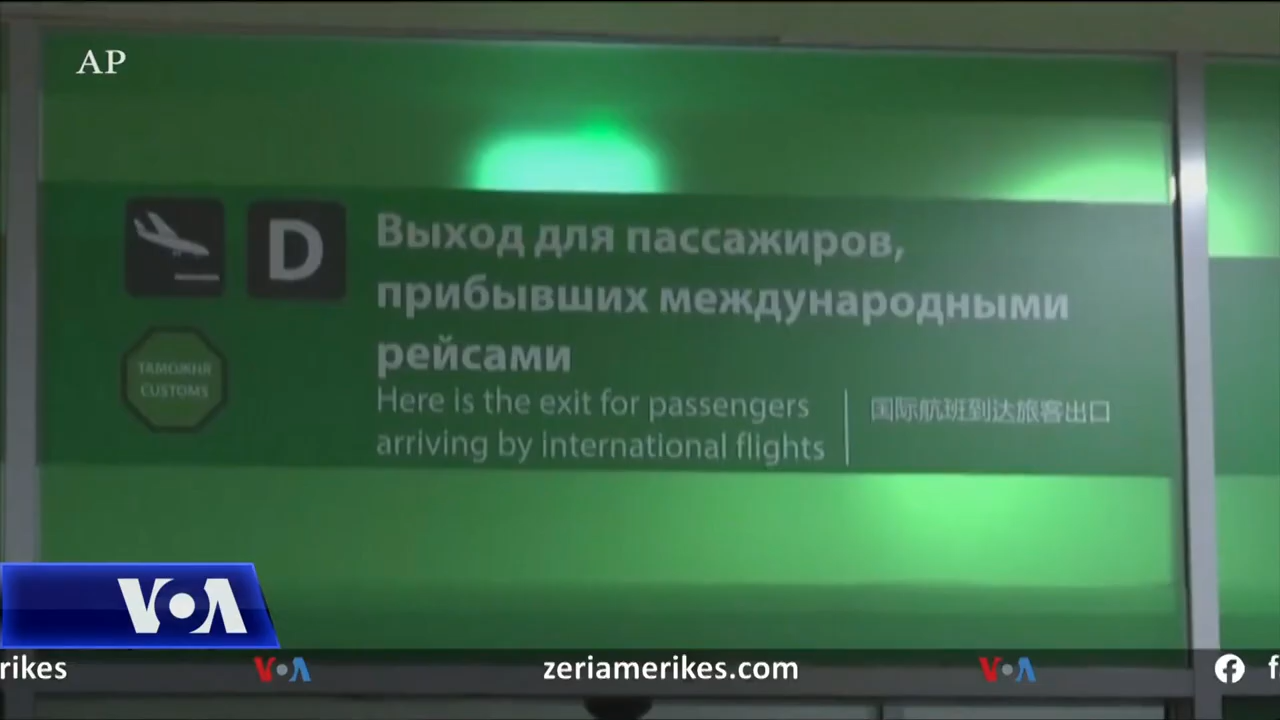 AP
D
Выход для пассажиров,
прибывших международными
рейсами
ТАМОЖНЯ
CUSTOMS
Here is the exit for passengers
arriving by international flights
国际航班到达旅客出口
VOA
rikes
VOA
zeriamerikes.com
VOA
f